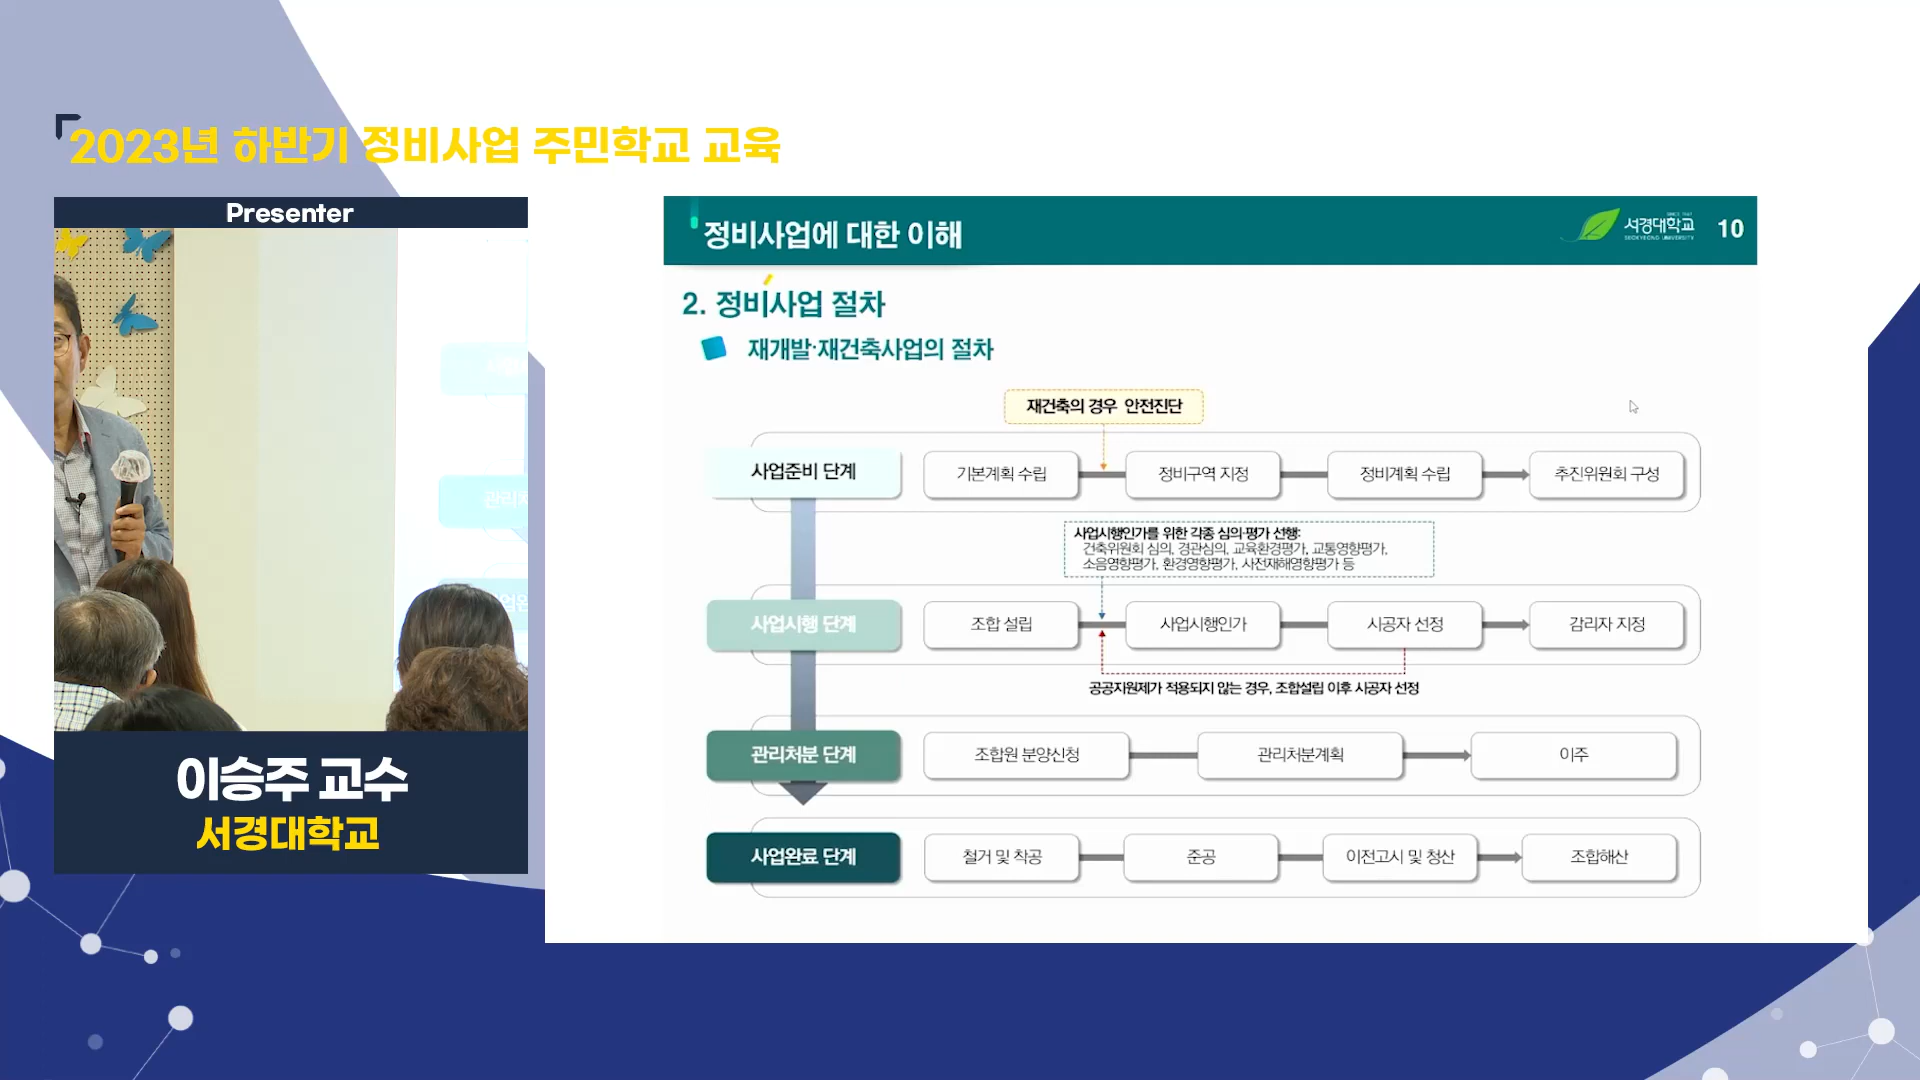 2023년 하반기 정비사업 주민학교 교육
Presenter
이승주 교수
서경대학교
정비사업에 대한 이해
서경대학교
SEOKYEONG UNIVERSITY
10
2. 정비사업 절차
재개발·재건축사업의 절차
재건축의 경우 안전진단
사업준비 단계
기본계획 수립
정비구역 지정
정비계획 수립
추진위원회 구성
사업시행인가를 위한 각종 심의·평가 선행:
건축위원회 심의, 경관심의, 교육환경평가, 교통영향평가,
소음영향평가, 환경영향평가, 사전재해영향평가 등
사업시행 단계
조합 설립
사업시행인가
시공자 선정
감리자 지정
공공지원제가 적용되지 않는 경우, 조합설립 이후 시공자 선정
관리처분 단계
조합원 분양신청
관리처분계획
이주
사업완료 단계
철거 및 착공
준공
이전고시 및 청산
조합해산